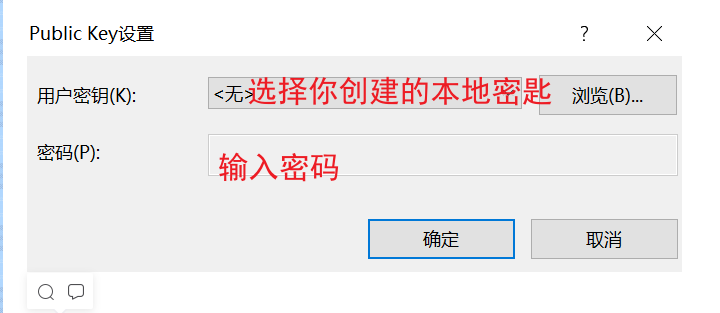 Public Key设置
?
用户密钥(K):
<无>
选择你创建的本地密匙
浏览(B)...
密码(P):
输入密码
确定
取消